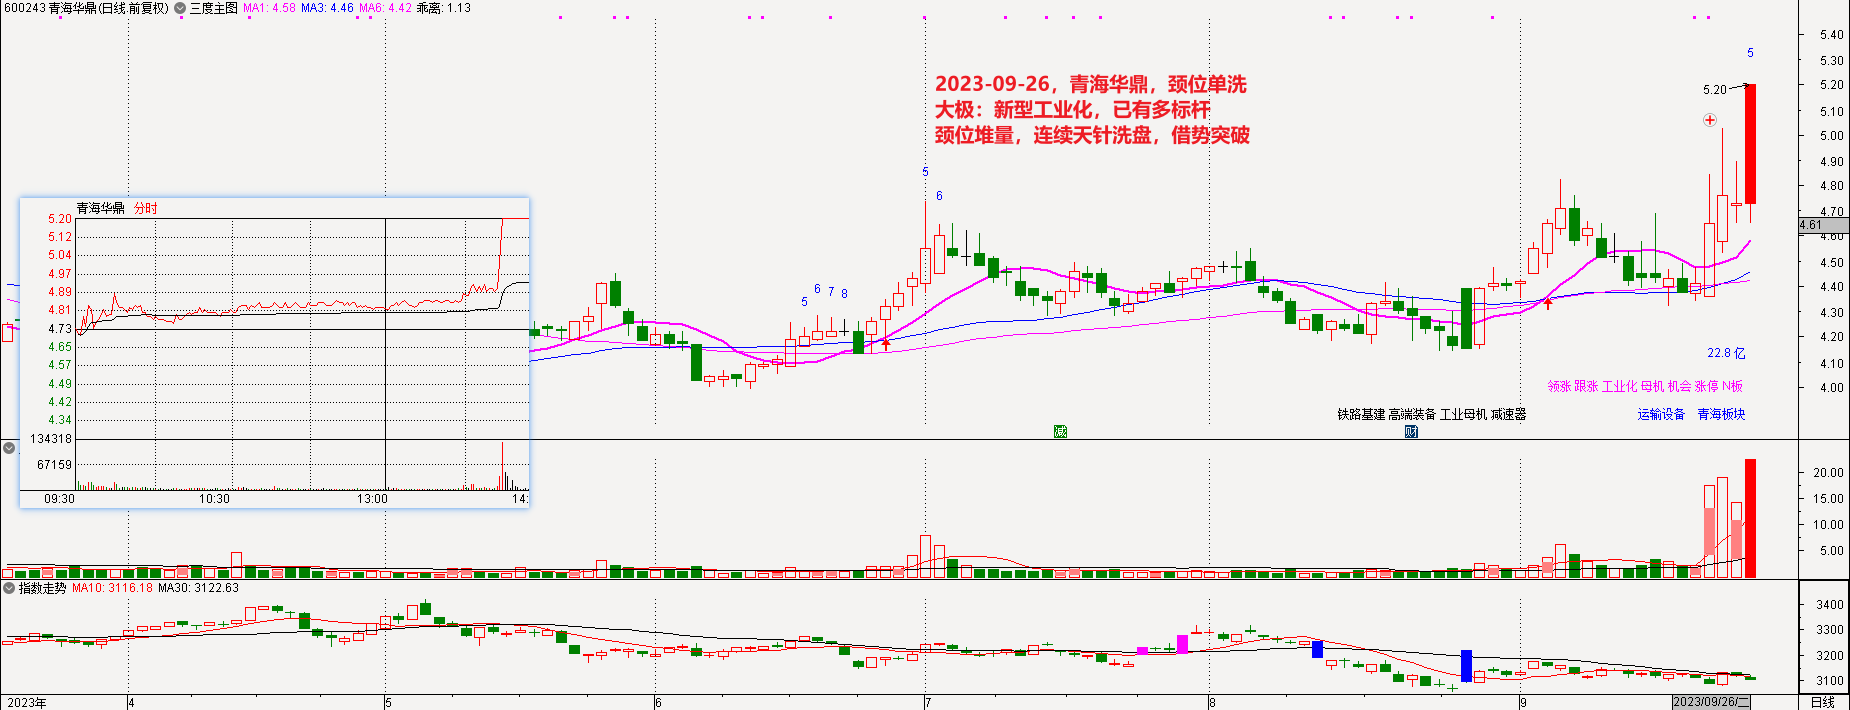 600243 青海华鼎(日线.前复权) 三度主图 MA1: 4.58 MA3: 4.46 MA6: 4.42 乖离: 1.13
5.40
5.30
5
5.20
5.20
5.10
5.00
4.90
4.80
4.70
4.61
4.60
4.50
4.40
4.30
4.20
4.10
4.00
2023-09-26，青海华鼎，颈位单洗
大极：新型工业化，已有多标杆
颈位堆量，连续天针洗盘，借势突破
5
6
5 6 7 8
青海华鼎 分时
5.20
5.12
5.04
4.97
4.89
4.81
4.73
4.65
4.57
4.49
4.42
4.34
134318
67159
09:30 10:30 13:00 14:
22.8 亿
领涨 跟涨 工业化 母机 机会 涨停 N板
铁路基建 高端装备 工业母机 减速器
运输设备 青海板块
减
财
20.00
15.00
10.00
5.00
指数走势 MA10: 3116.18 MA30: 3122.63
3400
3300
3200
3100
2023年 4 5 6 7 8 9 2023/09/26/二 日线